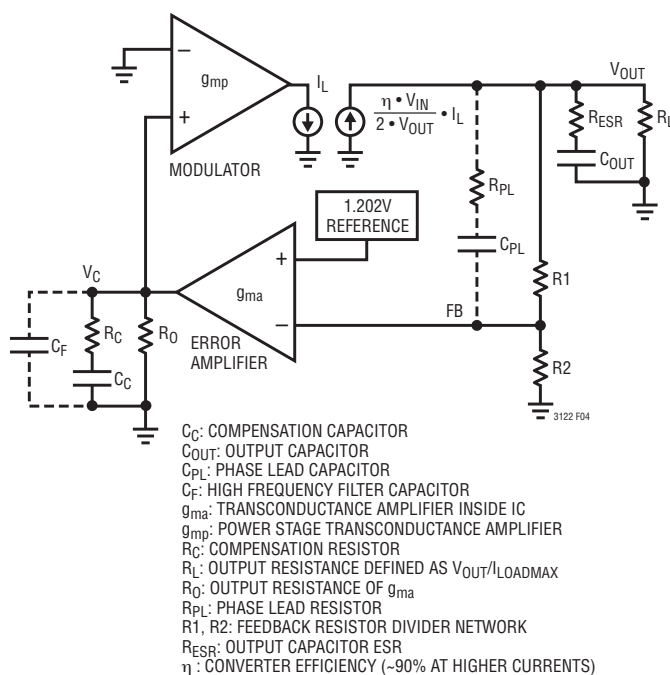 −
g_mp
+
MODULATOR
I_L
η • V_IN
2 • V_OUT
• I_L
V_OUT
R_ESR
C_OUT
R_L
R_PL
C_PL
1.202V
REFERENCE
V_C
+
g_ma
−
ERROR
AMPLIFIER
FB
R1
R2
C_F
R_C
C_C
R_O
3122 F04
C_C: COMPENSATION CAPACITOR
C_OUT: OUTPUT CAPACITOR
C_PL: PHASE LEAD CAPACITOR
C_F: HIGH FREQUENCY FILTER CAPACITOR
g_ma: TRANSCONDUCTANCE AMPLIFIER INSIDE IC
g_mp: POWER STAGE TRANSCONDUCTANCE AMPLIFIER
R_C: COMPENSATION RESISTOR
R_L: OUTPUT RESISTANCE DEFINED AS V_OUT/I_LOADMAX
R_O: OUTPUT RESISTANCE OF g_ma
R_PL: PHASE LEAD RESISTOR
R1, R2: FEEDBACK RESISTOR DIVIDER NETWORK
R_ESR: OUTPUT CAPACITOR ESR
η : CONVERTER EFFICIENCY (~90% AT HIGHER CURRENTS)